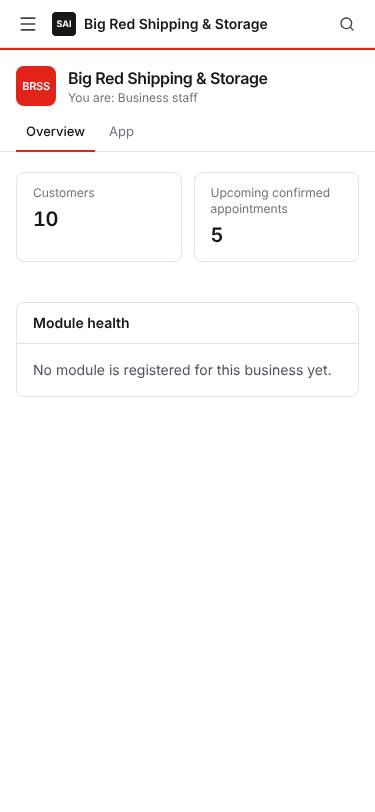 SAI Big Red Shipping & Storage
BRSS
Big Red Shipping & Storage
You are: Business staff
Overview App
Customers
10
Upcoming confirmed
appointments
5
Module health
No module is registered for this business yet.